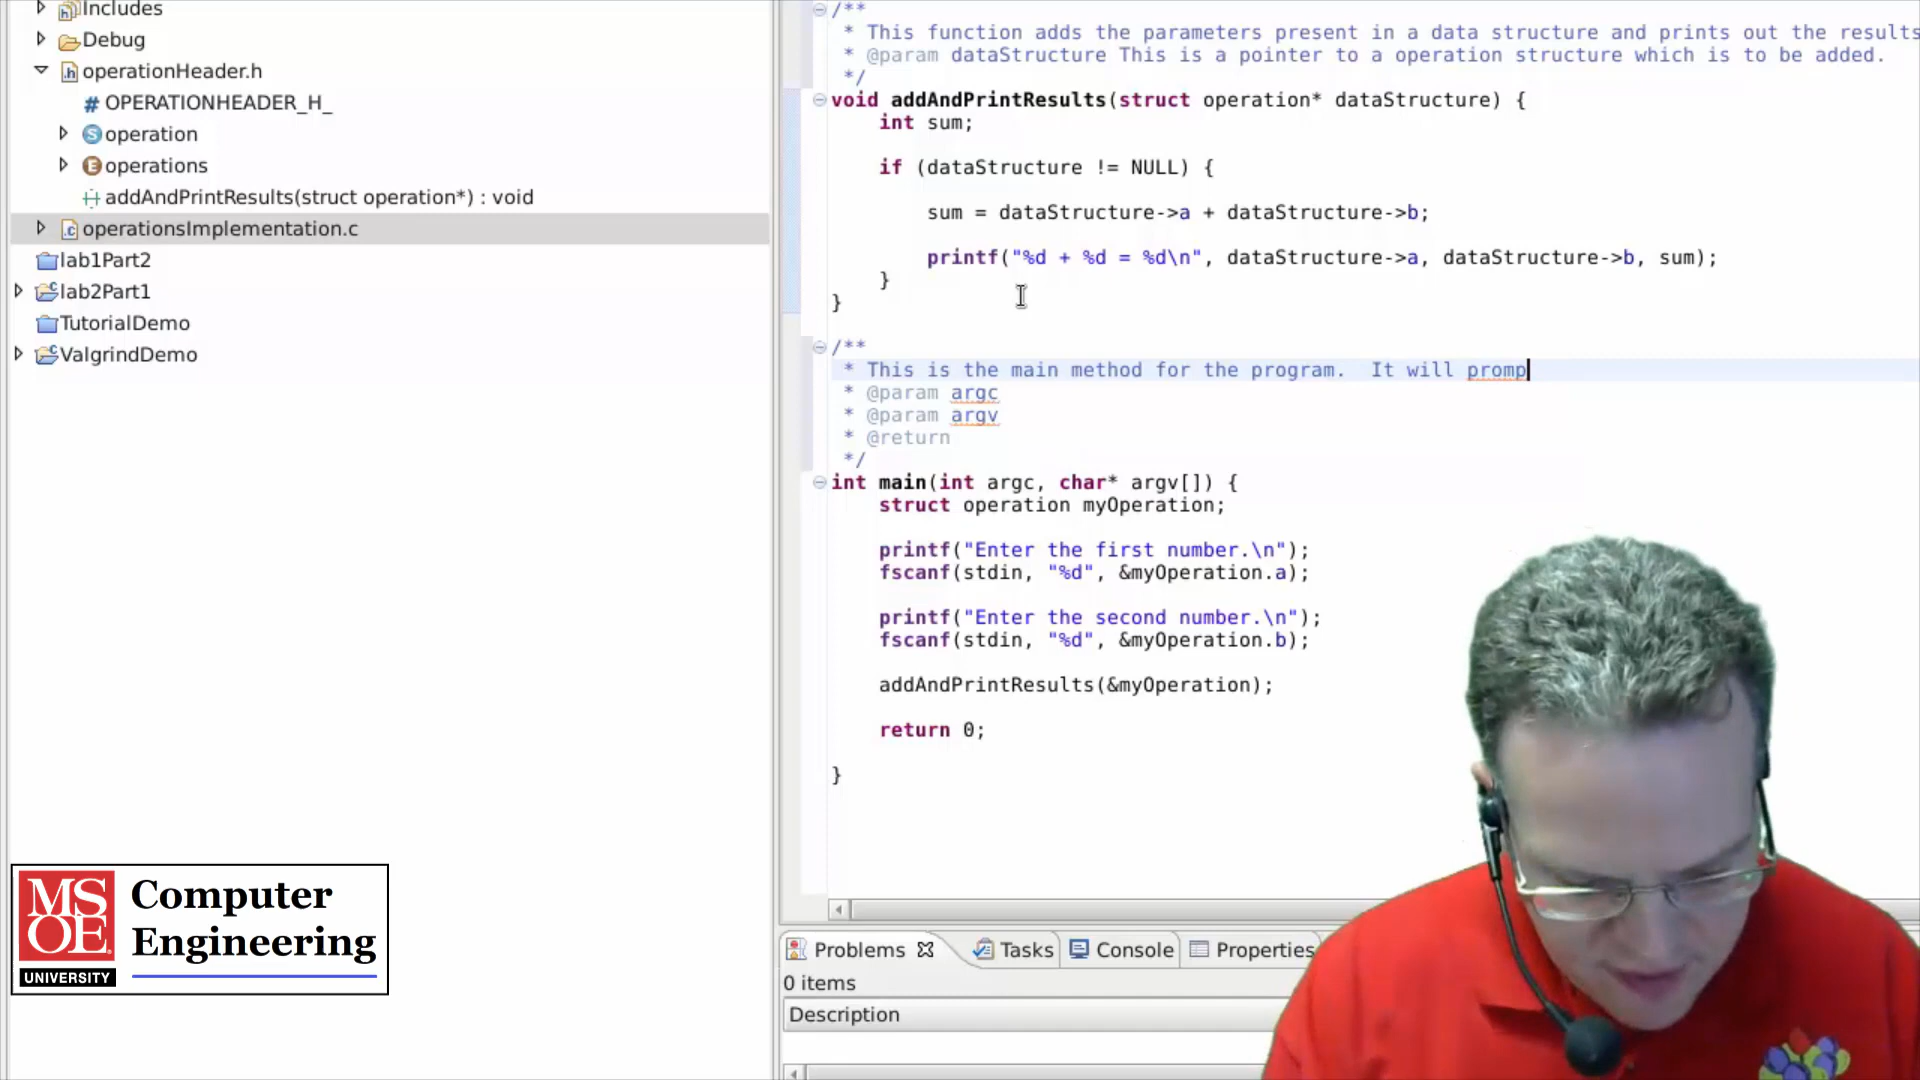 Includes
Debug
operationHeader.h
# OPERATIONHEADER_H_
operation
operations
addAndPrintResults(struct operation*) : void
operationsImplementation.c
lab1Part2
lab2Part1
TutorialDemo
ValgrindDemo
/**
* This function adds the parameters present in a data structure and prints out the results
* @param dataStructure This is a pointer to a operation structure which is to be added.
*/
void addAndPrintResults(struct operation* dataStructure) {
int sum;
if (dataStructure != NULL) {
sum = dataStructure->a + dataStructure->b;
printf("%d + %d = %d\n", dataStructure->a, dataStructure->b, sum);
}
}
/**
* This is the main method for the program.  It will promp
* @param argc
* @param argv
* @return
*/
int main(int argc, char* argv[]) {
struct operation myOperation;
printf("Enter the first number.\n");
fscanf(stdin, "%d", &myOperation.a);
printf("Enter the second number.\n");
fscanf(stdin, "%d", &myOperation.b);
addAndPrintResults(&myOperation);
return 0;
}
Problems Tasks Console Properties
0 items
Description
MS
OE
UNIVERSITY
Computer
Engineering